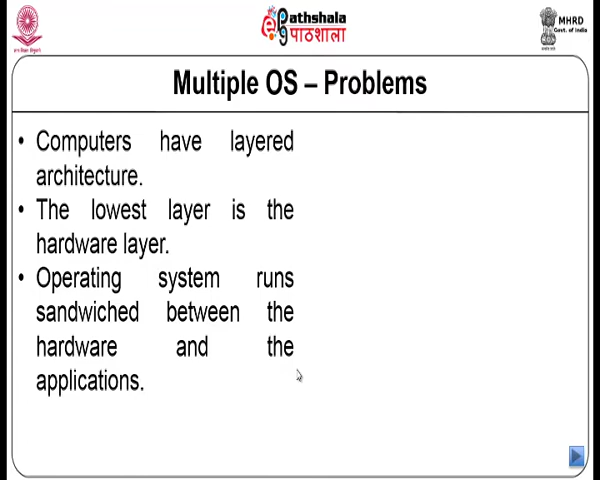 ePathshala
पाठशाला
MHRD
Govt. of India
Multiple OS – Problems
• Computers have layered
architecture.
• The lowest layer is the
hardware layer.
• Operating system runs
sandwiched between the
hardware and the
applications.